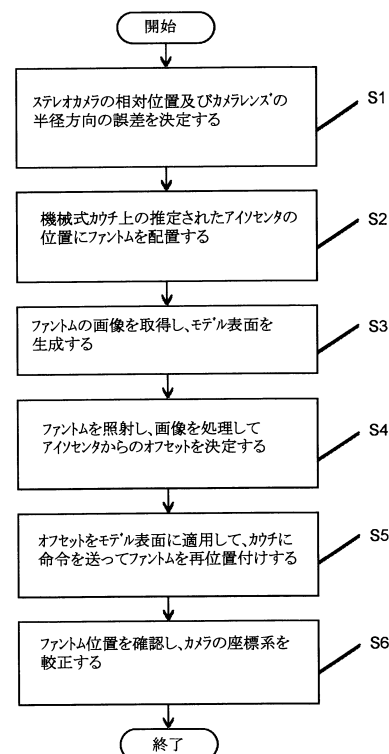 開始
ステレオカメラの相対位置及びカメラレンズの
半径方向の誤差を決定する
S1
機械式カウチ上の推定されたアイソセンタの
位置にファントムを配置する
S2
ファントムの画像を取得し、モデル表面を
生成する
S3
ファントムを照射し、画像を処理して
アイソセンタからのオフセットを決定する
S4
オフセットをモデル表面に適用して、カウチに
命令を送ってファントムを再位置付けする
S5
ファントム位置を確認し、カメラの座標系を
較正する
S6
終了